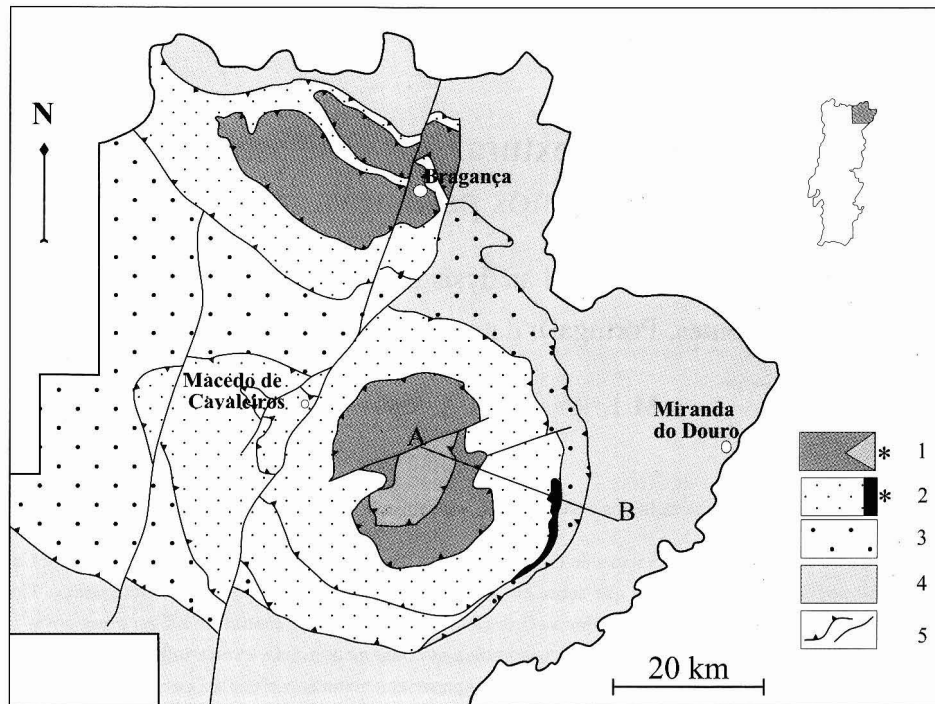 N
Bragança
Macedo de
Cavaleiros
Miranda
do Douro
A
B
* 1
* 2
3
4
5
20 km